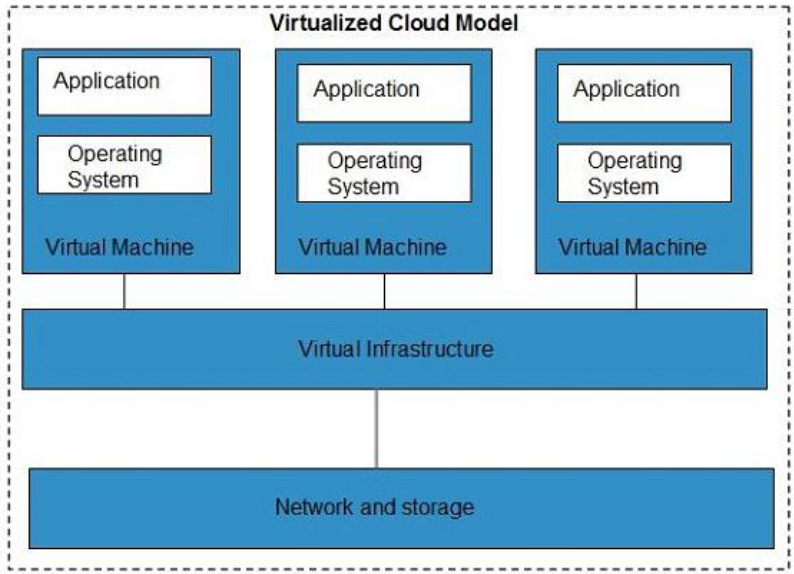 Virtualized Cloud Model
Application
Operating
System
Virtual Machine
Application
Operating
System
Virtual Machine
Application
Operating
System
Virtual Machine
Virtual Infrastructure
Network and storage